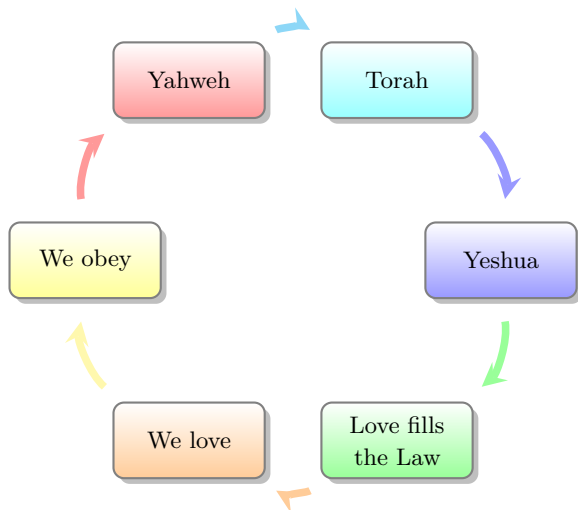 Yahweh
Torah
Yeshua
Love fills
the Law
We love
We obey